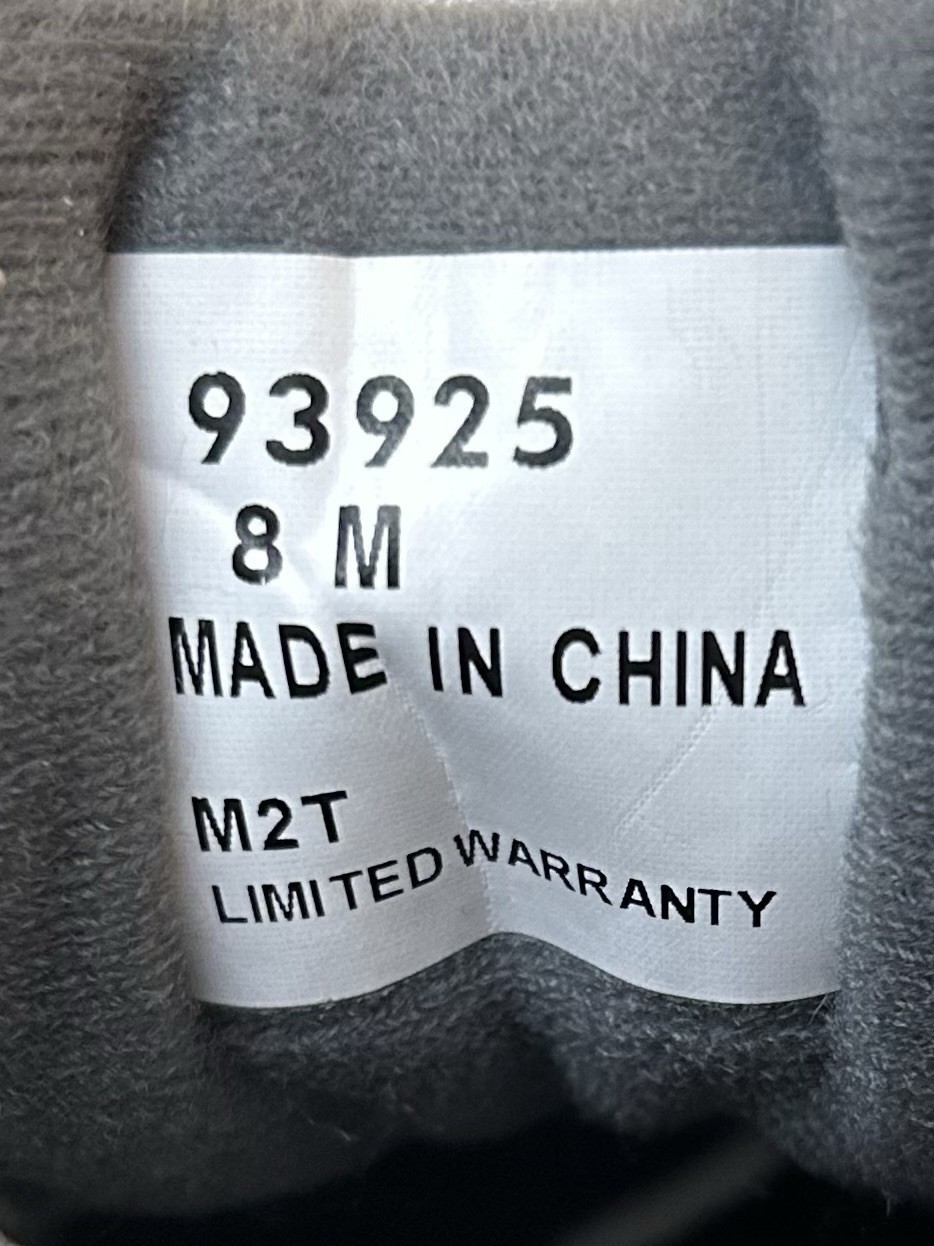 93925
8 M
MADE IN CHINA
M2T
LIMITED WARRANTY